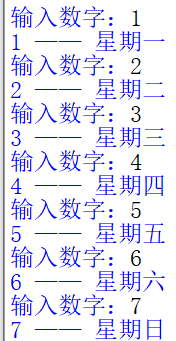 输入数字：1
1 —— 星期一
输入数字：2
2 —— 星期二
输入数字：3
3 —— 星期三
输入数字：4
4 —— 星期四
输入数字：5
5 —— 星期五
输入数字：6
6 —— 星期六
输入数字：7
7 —— 星期日